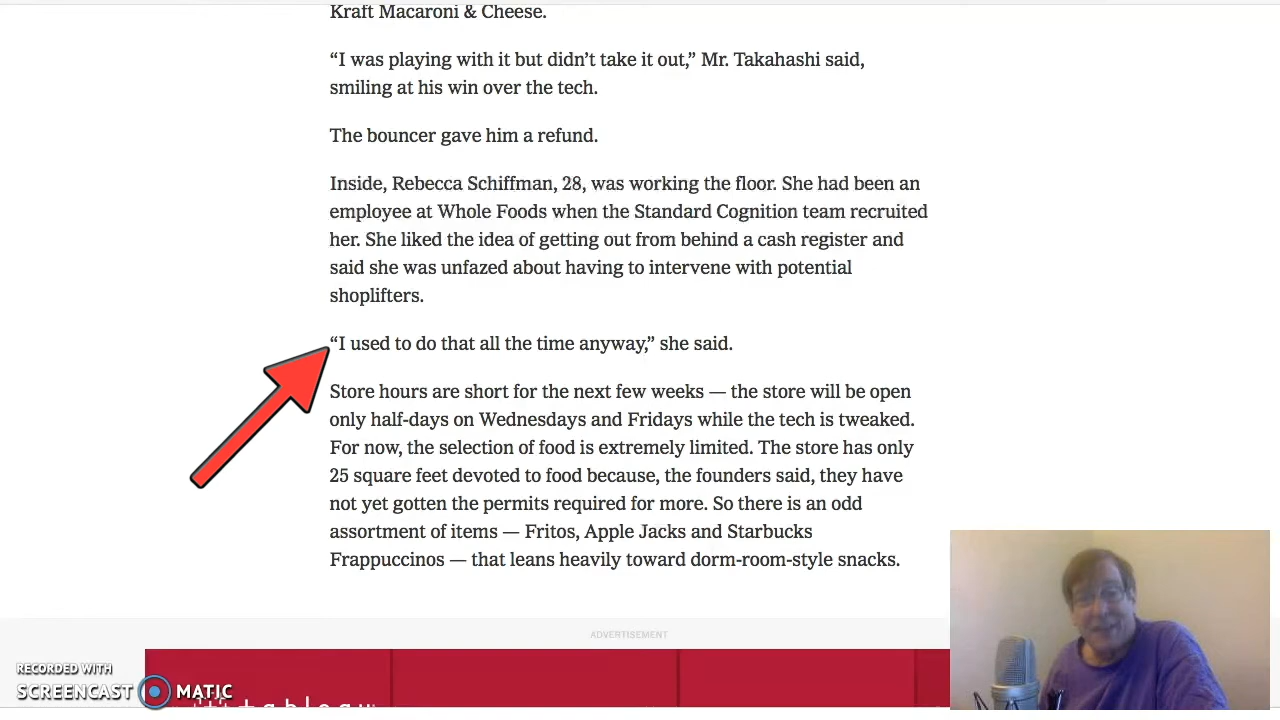 Kraft Macaroni & Cheese.
“I was playing with it but didn’t take it out,” Mr. Takahashi said,
smiling at his win over the tech.
The bouncer gave him a refund.
Inside, Rebecca Schiffman, 28, was working the floor. She had been an
employee at Whole Foods when the Standard Cognition team recruited
her. She liked the idea of getting out from behind a cash register and
said she was unfazed about having to intervene with potential
shoplifters.
“I used to do that all the time anyway,” she said.
Store hours are short for the next few weeks — the store will be open
only half-days on Wednesdays and Fridays while the tech is tweaked.
For now, the selection of food is extremely limited. The store has only
25 square feet devoted to food because, the founders said, they have
not yet gotten the permits required for more. So there is an odd
assortment of items — Fritos, Apple Jacks and Starbucks
Frappuccinos — that leans heavily toward dorm-room-style snacks.
ADVERTISEMENT
RECORDED WITH
SCREENCAST MATIC